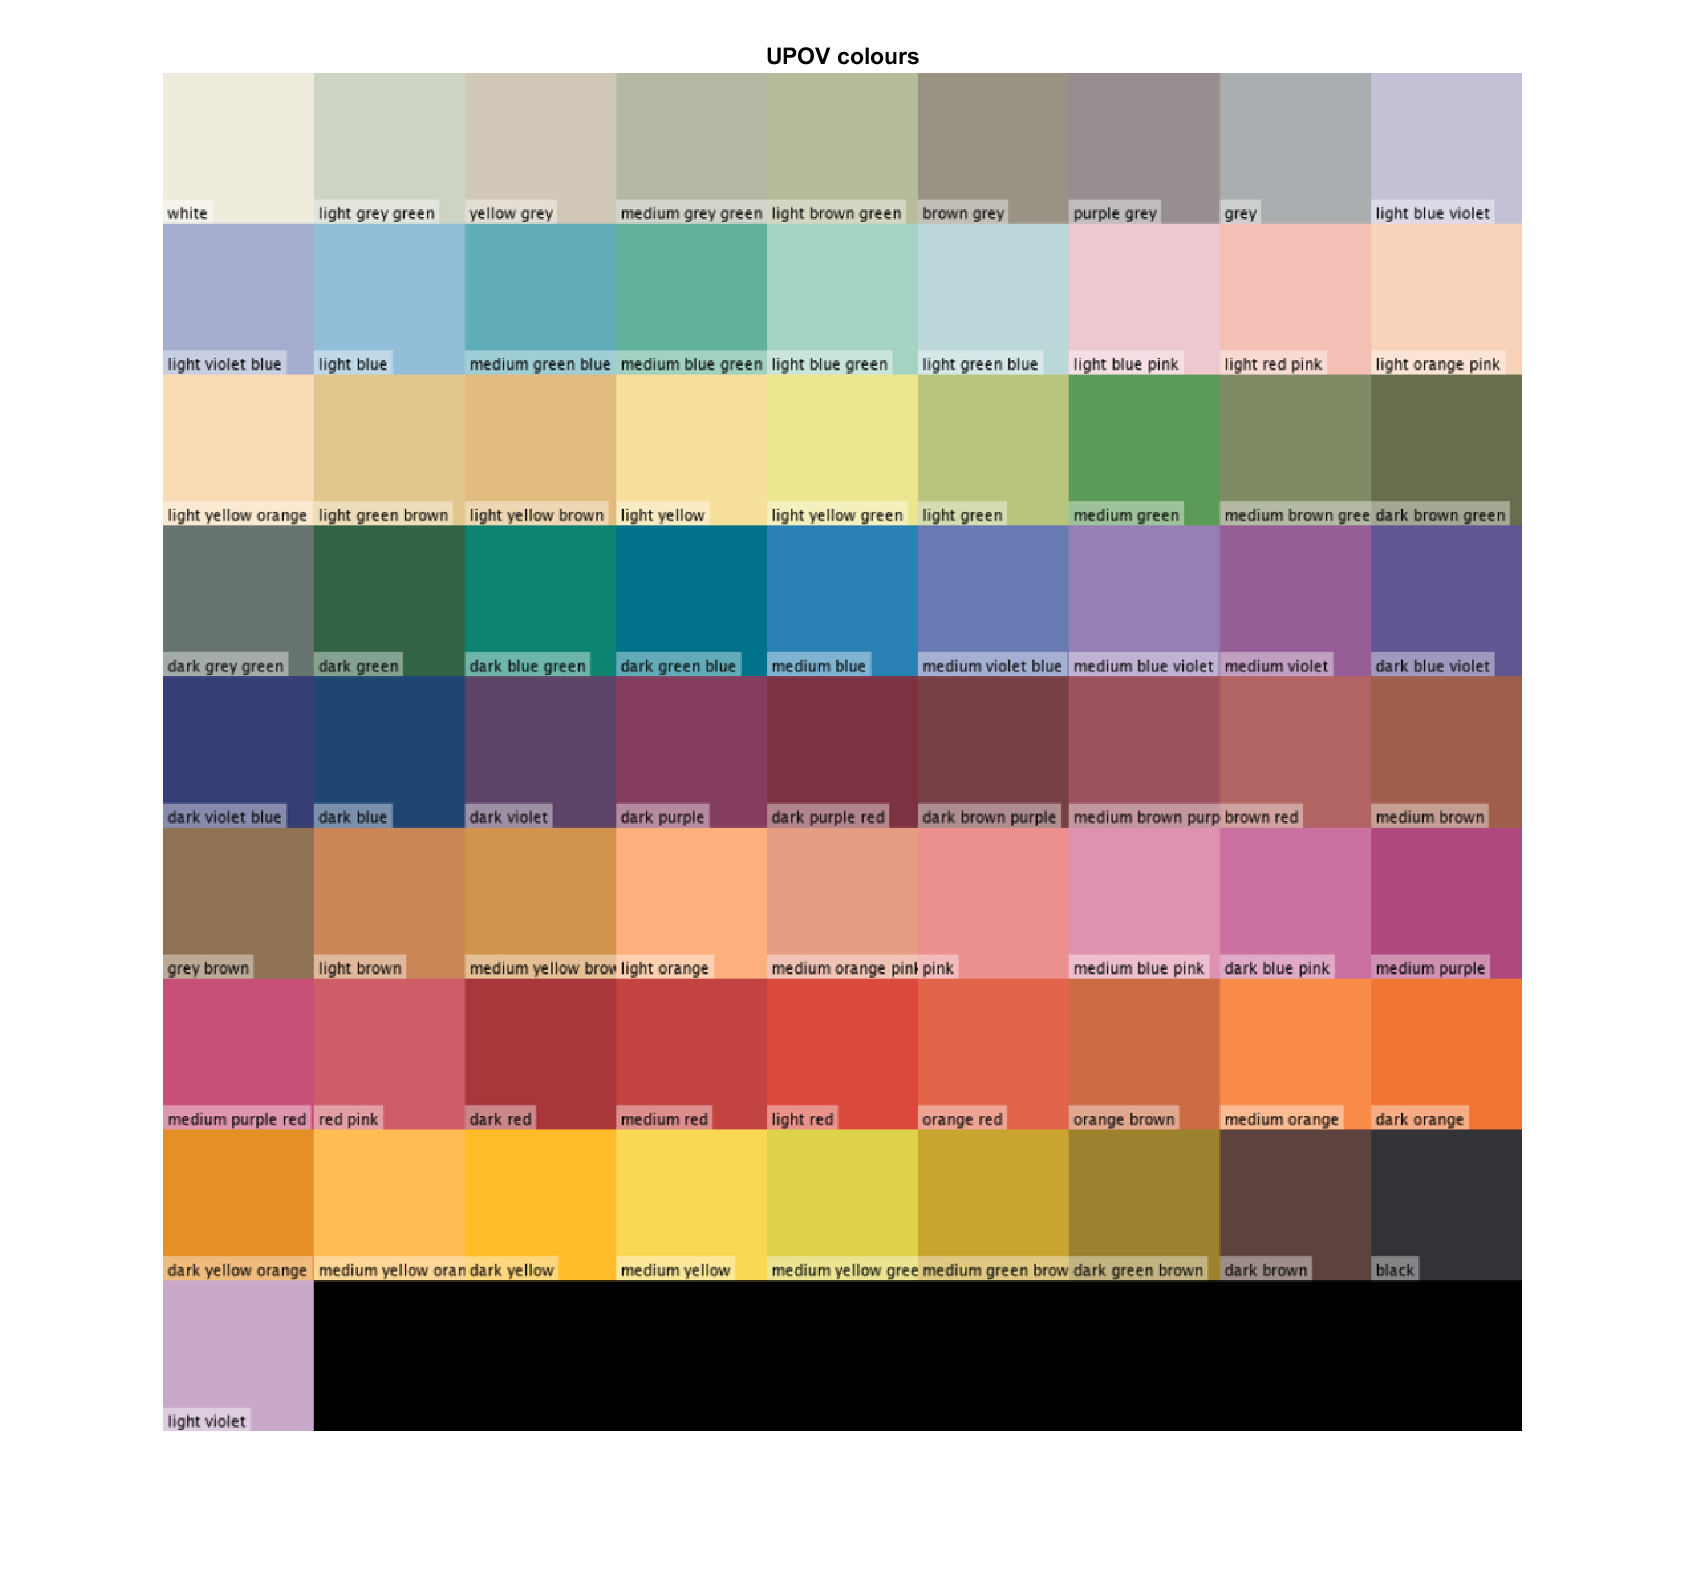 UPOV colours
white light grey green yellow grey medium grey green light brown green brown grey purple grey grey light blue violet
light violet blue light blue medium green blue medium blue green light blue green light green blue light blue pink light red pink light orange pink
light yellow orange light green brown light yellow brown light yellow light yellow green light green medium green medium brown gree dark brown green
dark grey green dark green dark blue green dark green blue medium blue medium violet blue medium blue violet medium violet dark blue violet
dark violet blue dark blue dark violet dark purple dark purple red dark brown purple medium brown purp brown red medium brown
grey brown light brown medium yellow brow light orange medium orange pink pink medium blue pink dark blue pink medium purple
medium purple red red pink dark red medium red light red orange red orange brown medium orange dark orange
dark yellow orange medium yellow oran dark yellow medium yellow medium yellow gree medium green brow dark green brown dark brown black
light violet